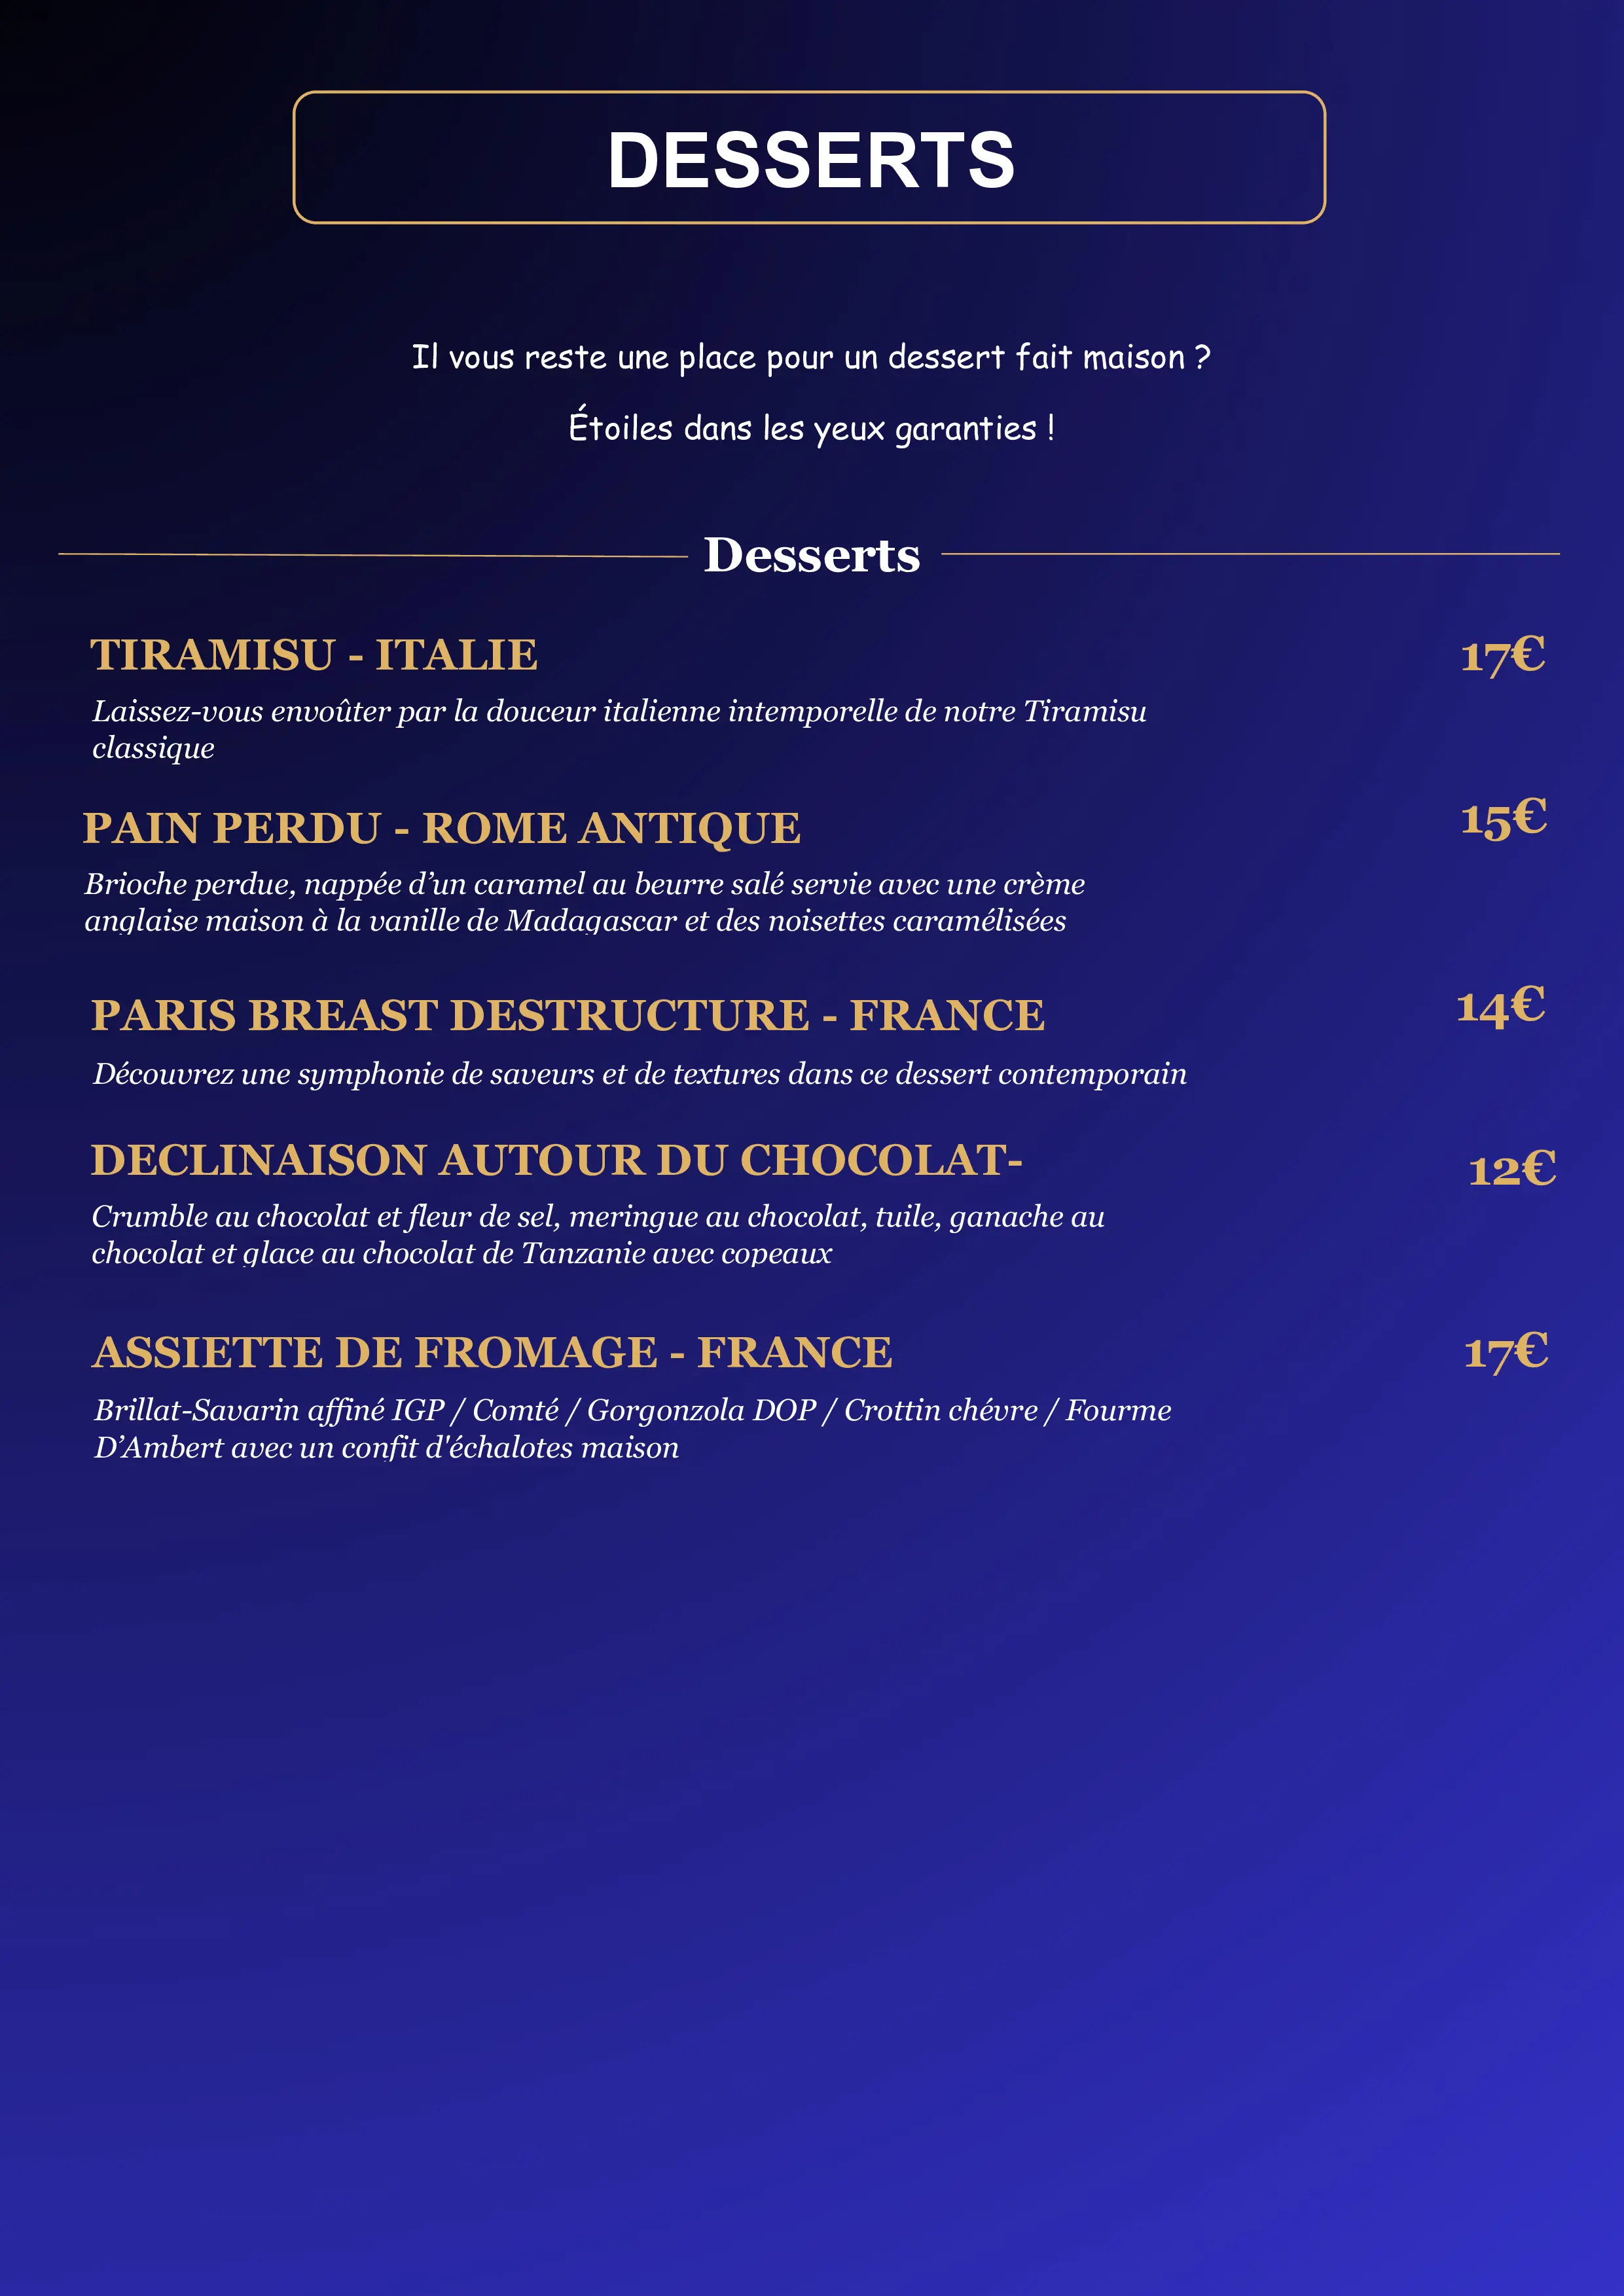 DESSERTS
Il vous reste une place pour un dessert fait maison ?
Étoiles dans les yeux garanties !
Desserts
TIRAMISU - ITALIE 17€
Laissez-vous envoûter par la douceur italienne intemporelle de notre Tiramisu
classique
PAIN PERDU - ROME ANTIQUE 15€
Brioche perdue, nappée d’un caramel au beurre salé servie avec une crème
anglaise maison à la vanille de Madagascar et des noisettes caramélisées
PARIS BREAST DESTRUCTURE - FRANCE 14€
Découvrez une symphonie de saveurs et de textures dans ce dessert contemporain
DECLINAISON AUTOUR DU CHOCOLAT- 12€
Crumble au chocolat et fleur de sel, meringue au chocolat, tuile, ganache au
chocolat et glace au chocolat de Tanzanie avec copeaux
ASSIETTE DE FROMAGE - FRANCE 17€
Brillat-Savarin affiné IGP / Comté / Gorgonzola DOP / Crottin chévre / Fourme
D’Ambert avec un confit d'échalotes maison